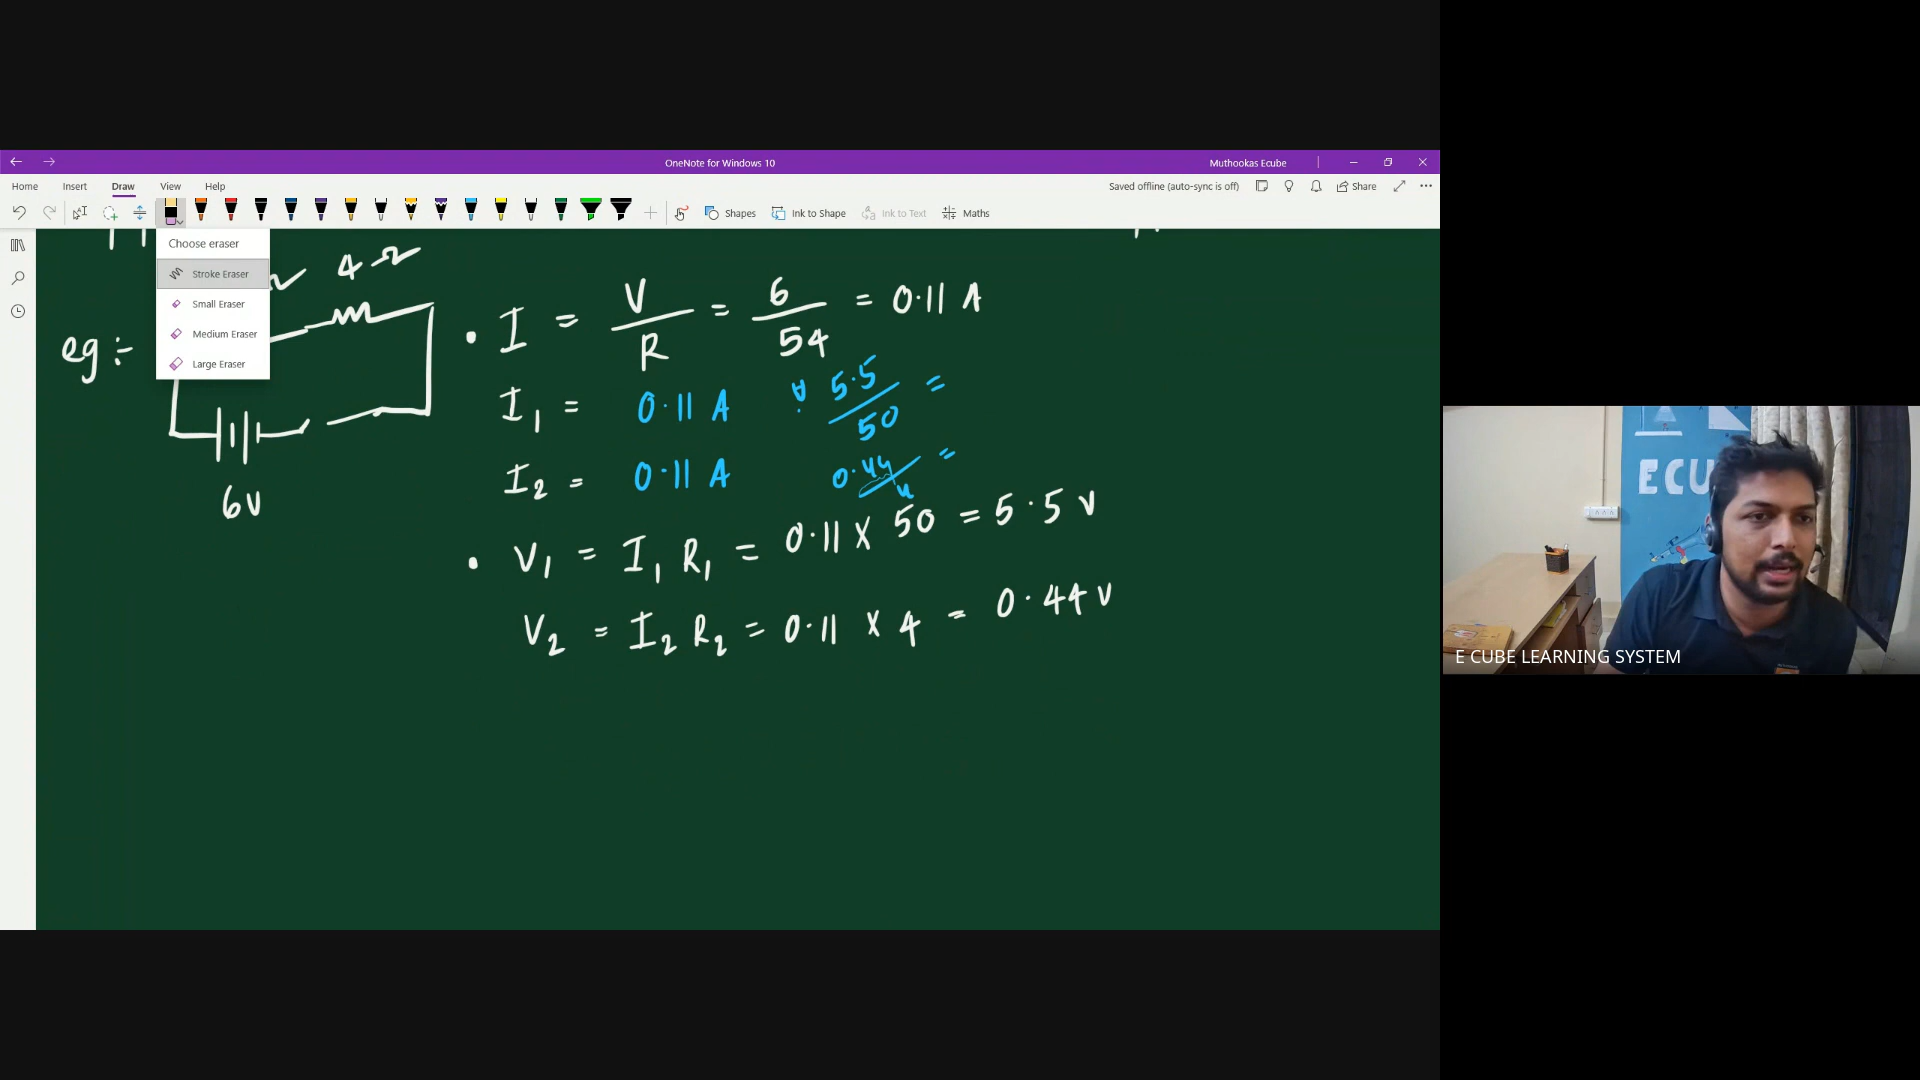 OneNote for Windows 10
Muthookas Ecube
Home Insert Draw View Help
Saved offline (auto-sync is off)
Share
Shapes
Ink to Shape
Ink to Text
Maths
Choose eraser
Stroke Eraser
Small Eraser
Medium Eraser
Large Eraser
4 Ω
eg :-
6V
• I = V/R = 6/54 = 0.11 A
I₁ = 0.11 A
5.5/50 =
I₂ = 0.11 A
0.44/4 =
• V₁ = I₁ R₁ = 0.11 X 50 = 5.5 V
V₂ = I₂ R₂ = 0.11 X 4 = 0.44 V
ECU
E CUBE LEARNING SYSTEM